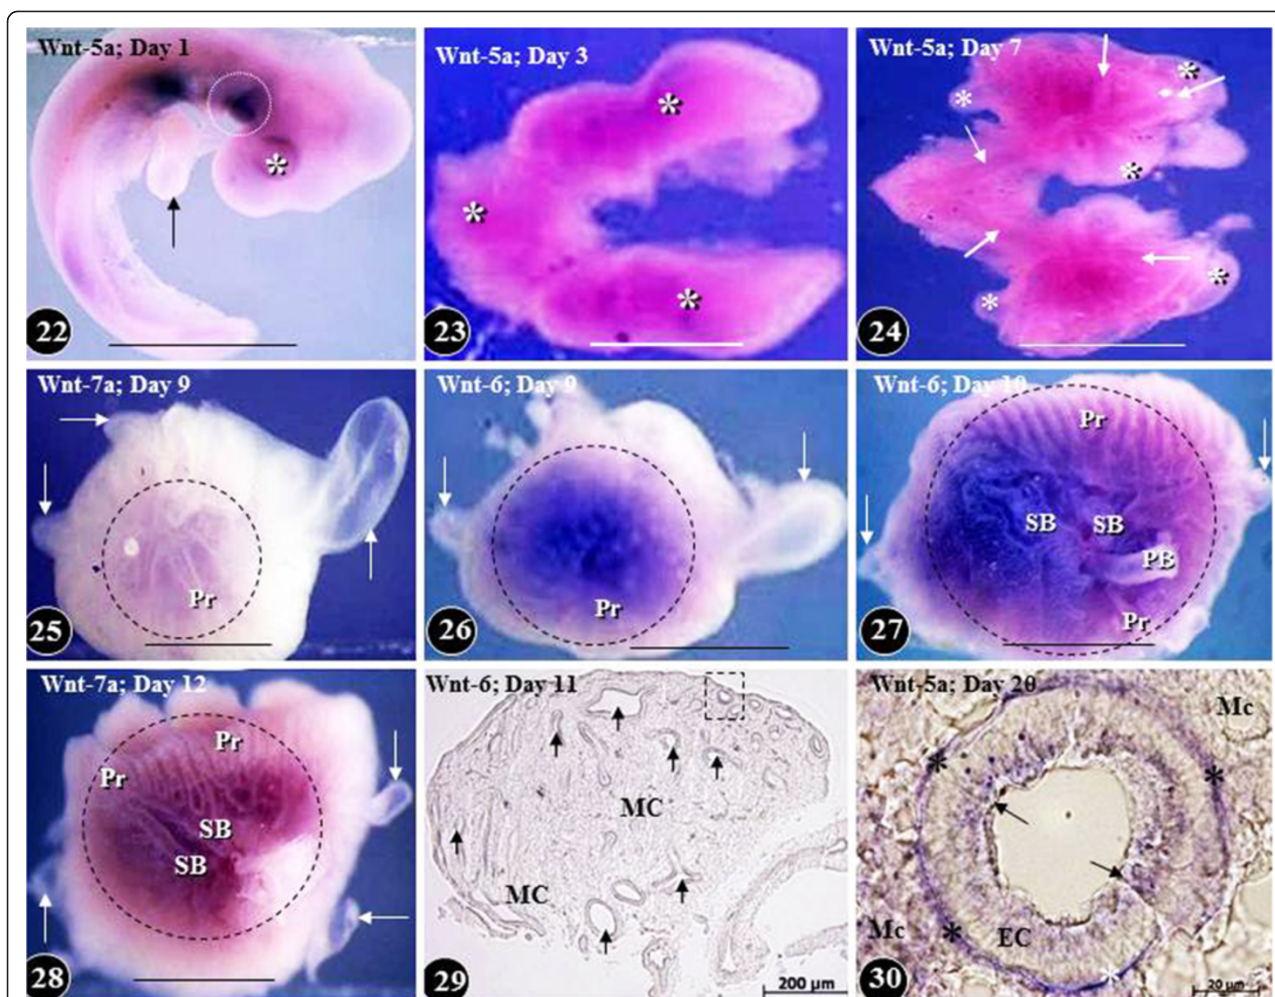 Wnt-5a; Day 1
*
22
Wnt-5a; Day 3
*
*
*
23
Wnt-5a; Day 7
*
*
*
*
*
24
Wnt-7a; Day 9
Pr
25
Wnt-6; Day 9
Pr
26
Wnt-6; Day 10
Pr
SB SB
PB
Pr
27
Wnt-7a; Day 12
Pr
Pr
SB
SB
28
Wnt-6; Day 11
MC
MC
29
200 µm
Wnt-5a; Day 20
Mc
*
*
Mc
*
EC
*
30
20 µm